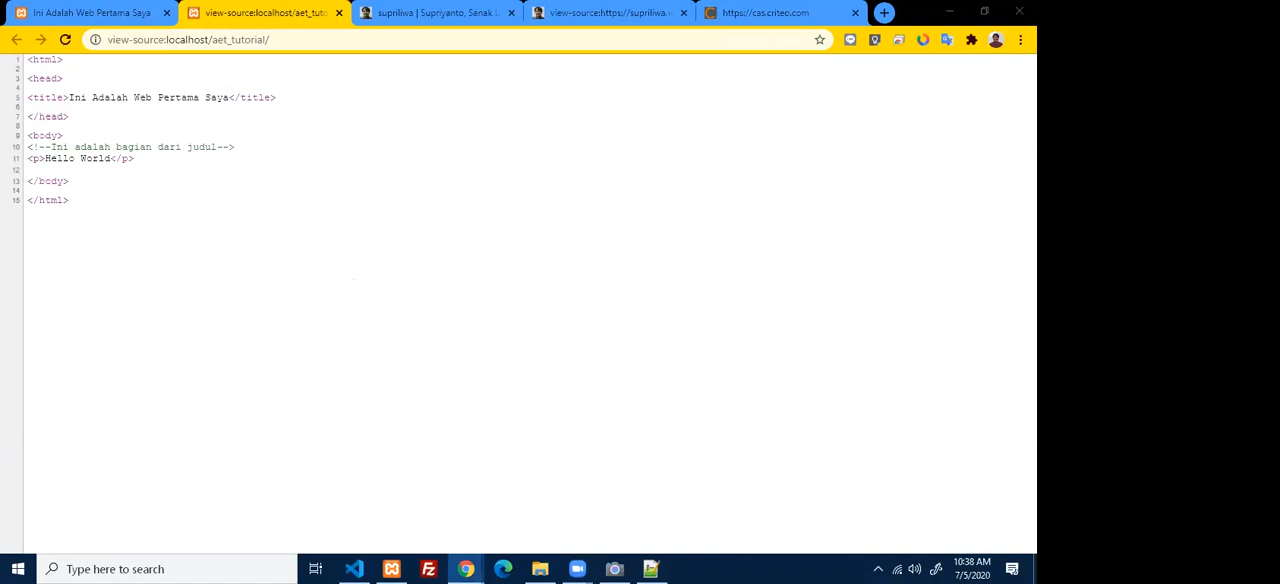 Ini Adalah Web Pertama Saya
view-source:localhost/aet_tuto
supriliwa | Supriyanto, Sanak L
view-source:https://supriliwa.w
https://cas.criteo.com
view-source:localhost/aet_tutorial/
1 <html>
2
3 <head>
4
5 <title>Ini Adalah Web Pertama Saya</title>
6
7 </head>
8
9 <body>
10 <!--Ini adalah bagian dari judul-->
11 <p>Hello World</p>
12
13 </body>
14
15 </html>
Type here to search
10:38 AM
7/5/2020